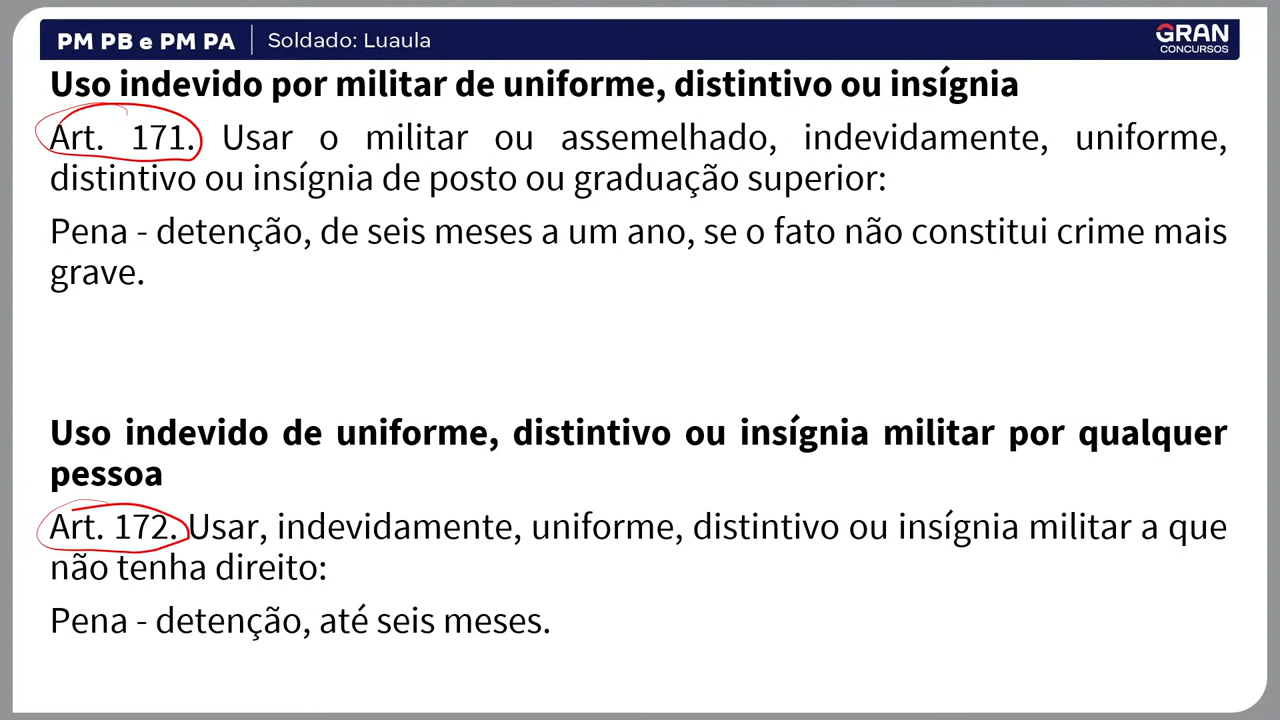 PM PB e PM PA | Soldado: Luaula
GRAN
CONCURSOS
Uso indevido por militar de uniforme, distintivo ou insígnia
Art. 171. Usar o militar ou assemelhado, indevidamente, uniforme,
distintivo ou insígnia de posto ou graduação superior:
Pena - detenção, de seis meses a um ano, se o fato não constitui crime mais
grave.
Uso indevido de uniforme, distintivo ou insígnia militar por qualquer
pessoa
Art. 172. Usar, indevidamente, uniforme, distintivo ou insígnia militar a que
não tenha direito:
Pena - detenção, até seis meses.